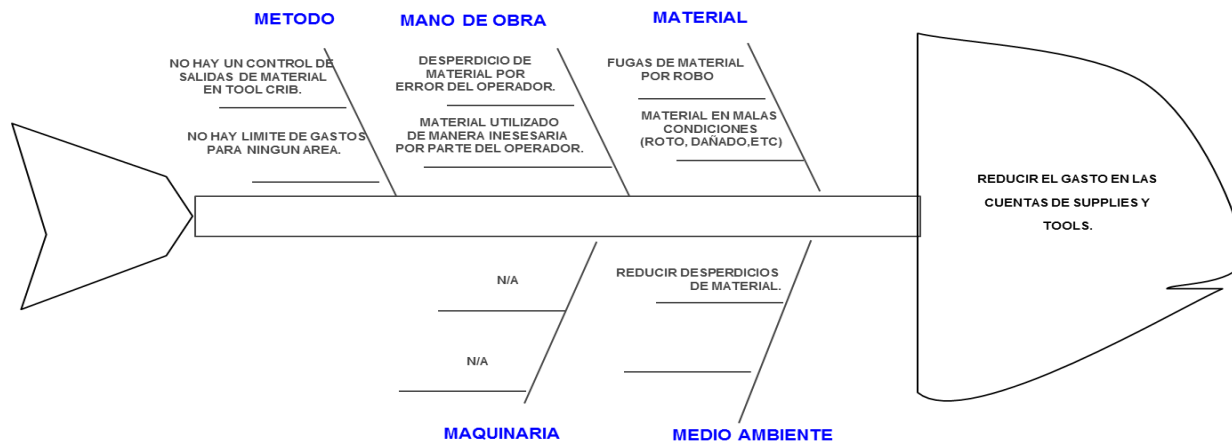 METODO
NO HAY UN CONTROL DE
SALIDAS DE MATERIAL
EN TOOL CRIB.
NO HAY LIMITE DE GASTOS
PARA NINGUN AREA.
MANO DE OBRA
DESPERDICIO DE
MATERIAL POR
ERROR DEL OPERADOR.
MATERIAL UTILIZADO
DE MANERA INESESARIA
POR PARTE DEL OPERADOR.
MATERIAL
FUGAS DE MATERIAL
POR ROBO
MATERIAL EN MALAS
CONDICIONES
(ROTO, DAÑADO,ETC)
REDUCIR EL GASTO EN LAS
CUENTAS DE SUPPLIES Y
TOOLS.
N/A
N/A
MAQUINARIA
REDUCIR DESPERDICIOS
DE MATERIAL.
MEDIO AMBIENTE